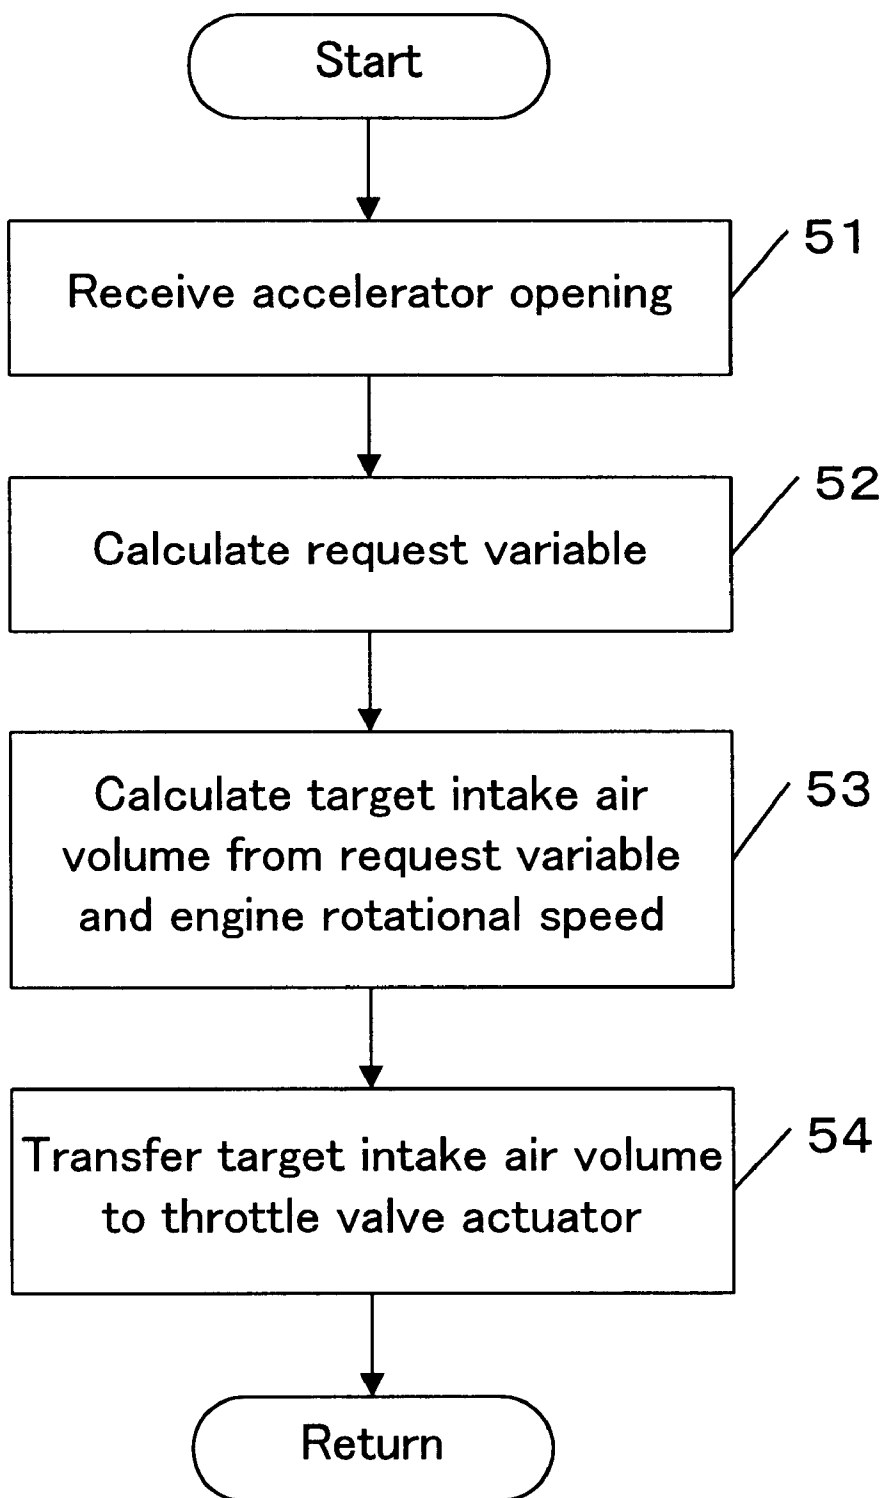 Start
51
Receive accelerator opening
52
Calculate request variable
53
Calculate target intake air
volume from request variable
and engine rotational speed
54
Transfer target intake air volume
to throttle valve actuator
Return